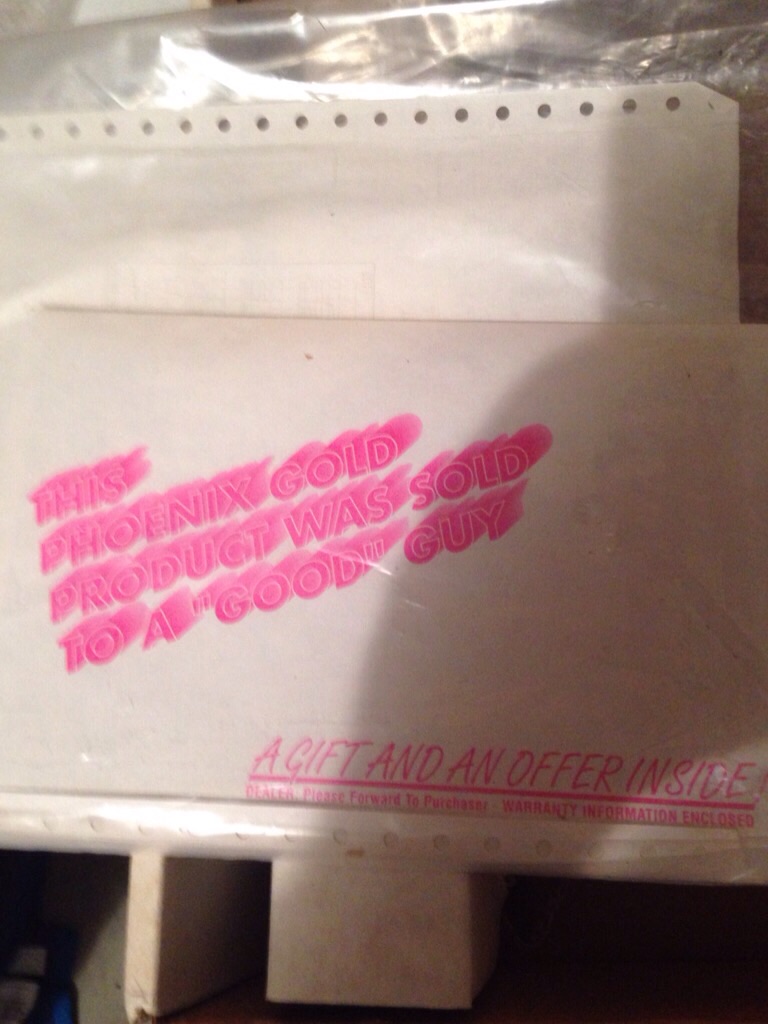 THIS
PHOENIX GOLD
PRODUCT WAS SOLD
TO A "GOOD" GUY
A GIFT AND AN OFFER INSIDE!
DEALER, Please Forward To Purchaser - WARRANTY INFORMATION ENCLOSED